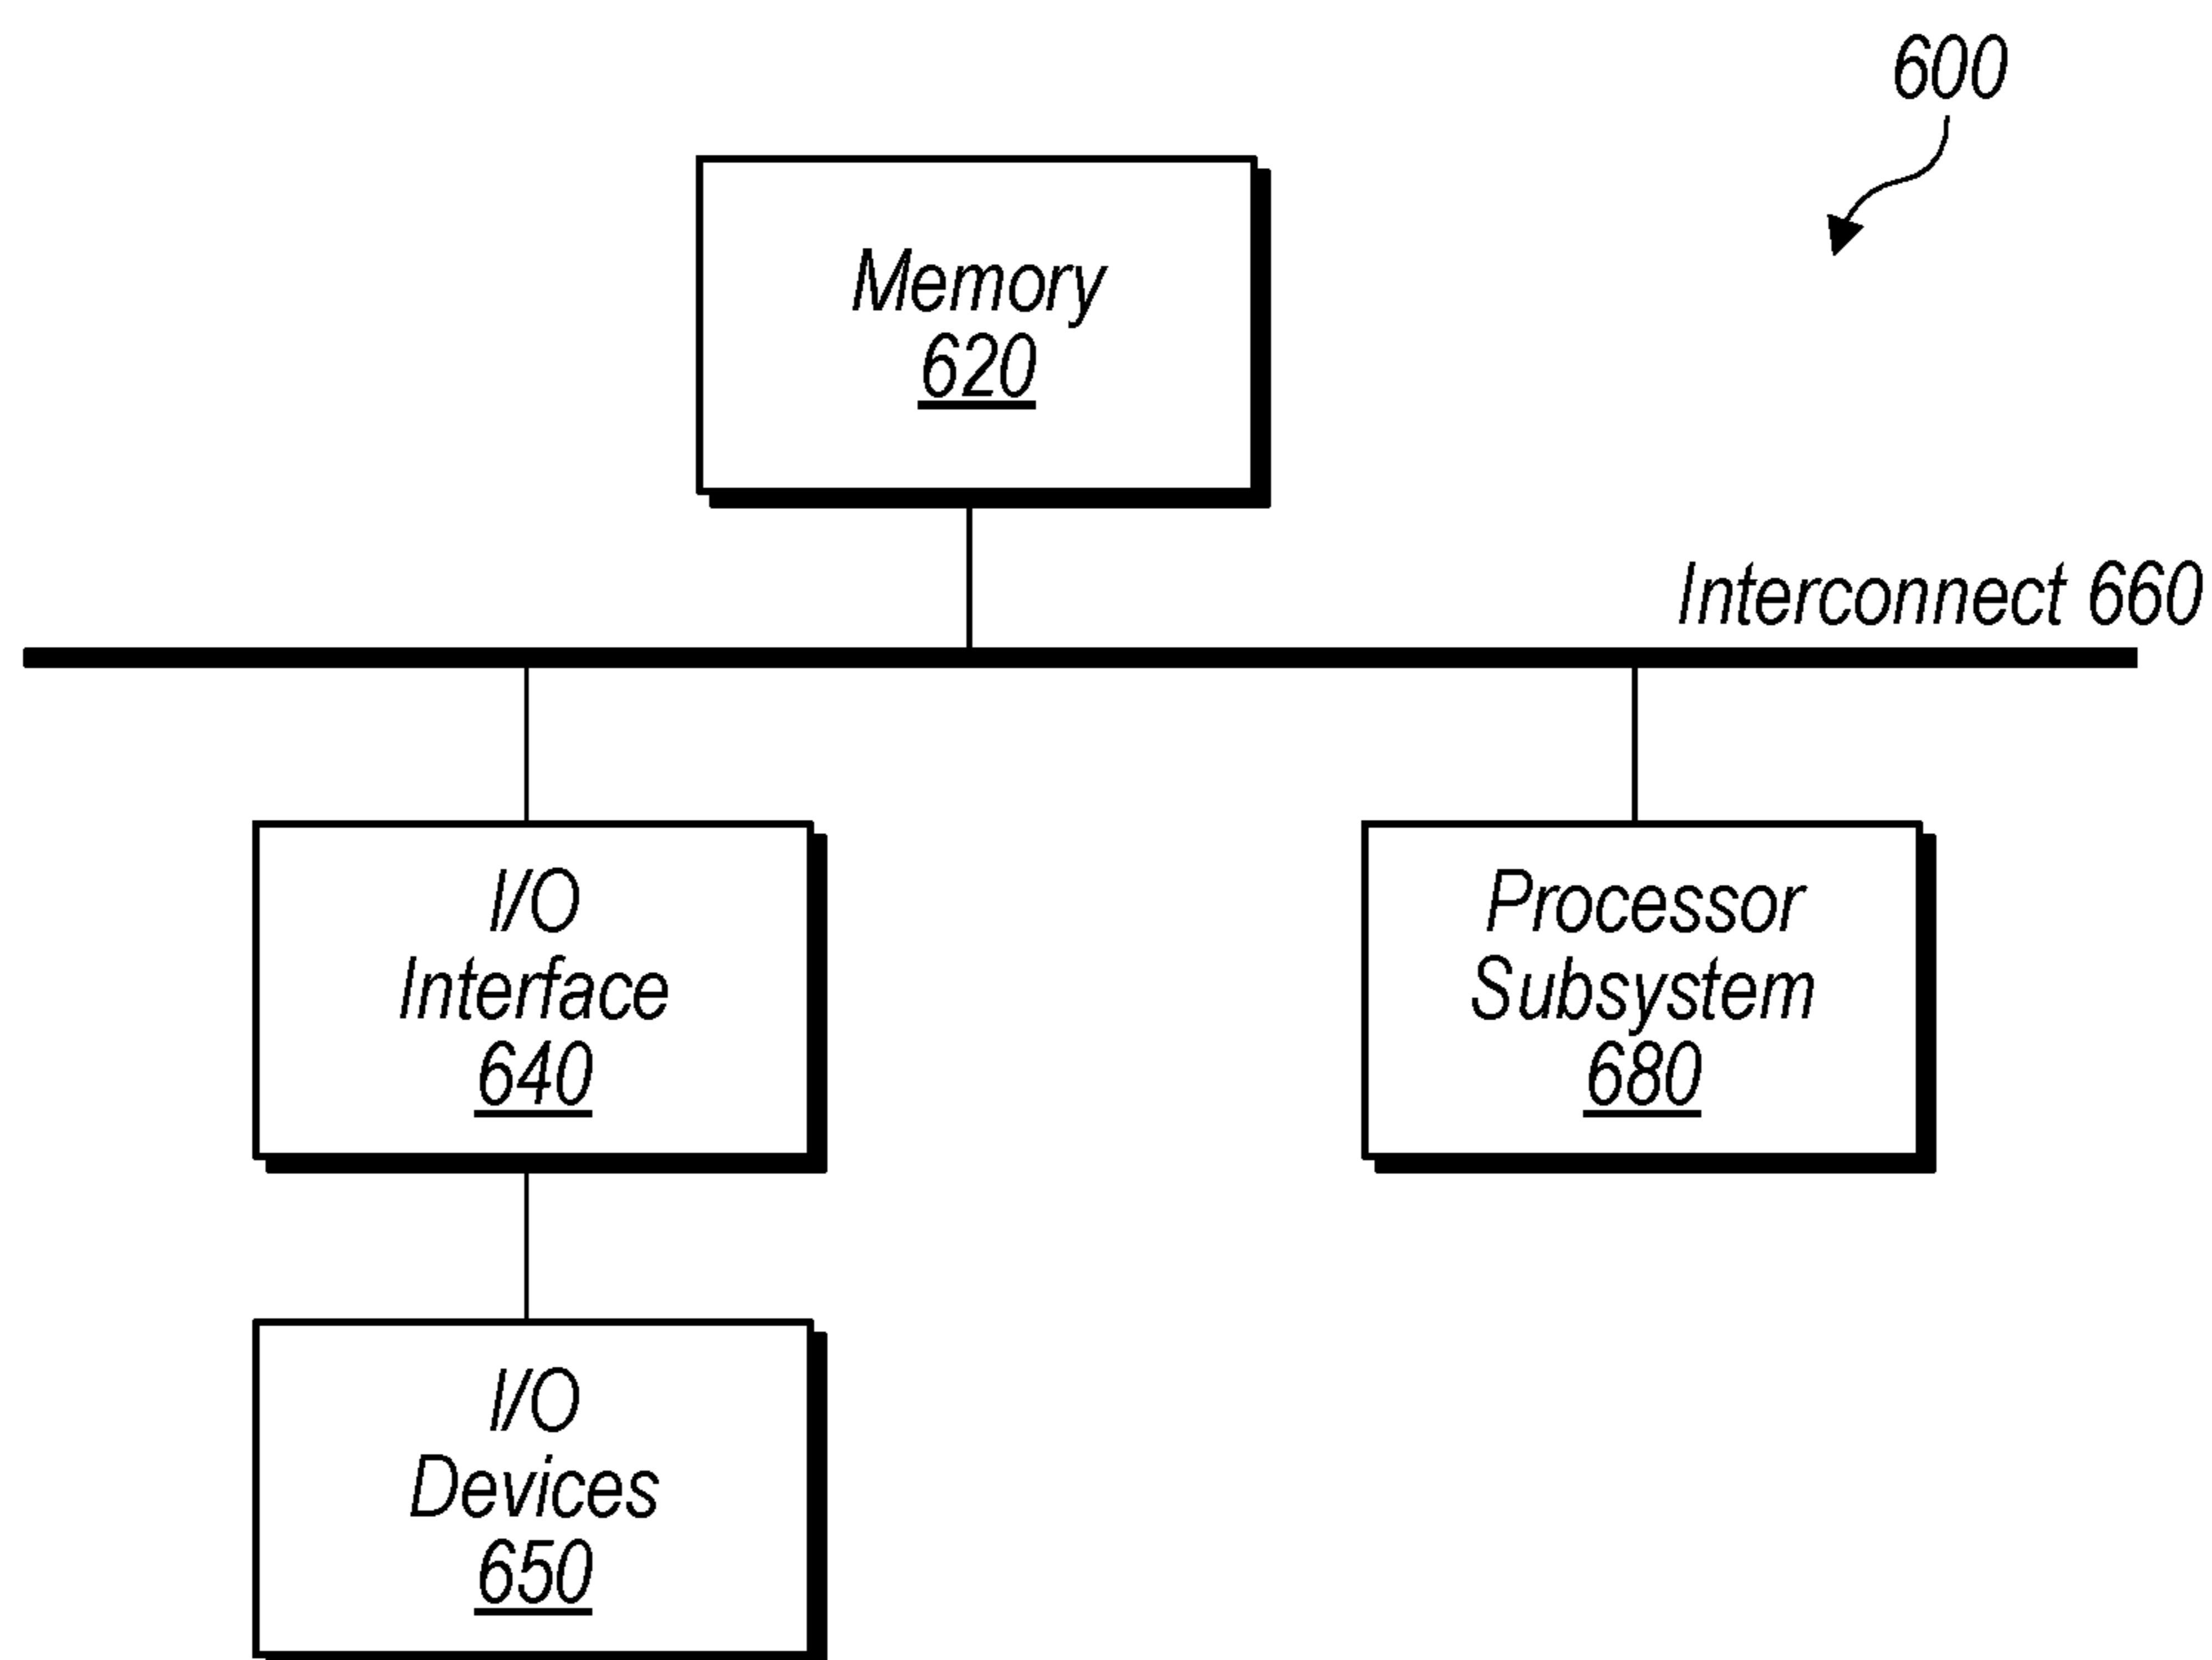 600
Memory
620
Interconnect 660
I/O
Interface
640
Processor
Subsystem
680
I/O
Devices
650